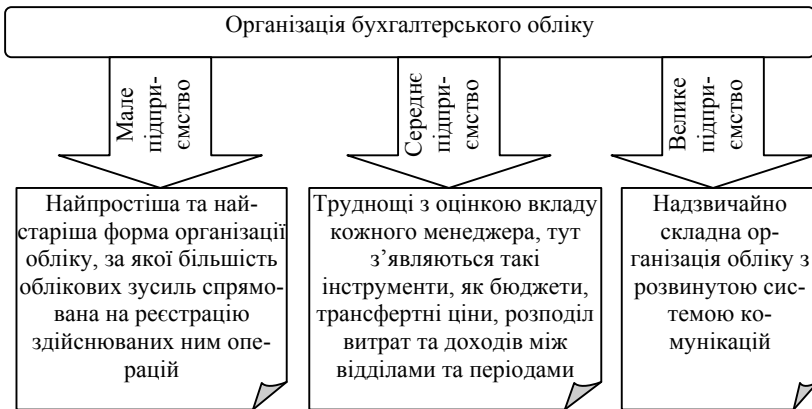 Організація бухгалтерського обліку
Мале
підпри-
ємство
Середнє
підпри-
ємство
Велике
підпри-
ємство
Найпростіша та най-
старіша форма організації
обліку, за якої більшість
облікових зусиль спрямо-
вана на реєстрацію
здійснюваних ним опе-
рацій
Труднощі з оцінкою вкладу
кожного менеджера, тут
з’являються такі
інструменти, як бюджети,
трансфертні ціни, розподіл
витрат та доходів між
відділами та періодами
Надзвичайно
складна ор-
ганізація обліку з
розвинутою сис-
темою ко-
мунікацій